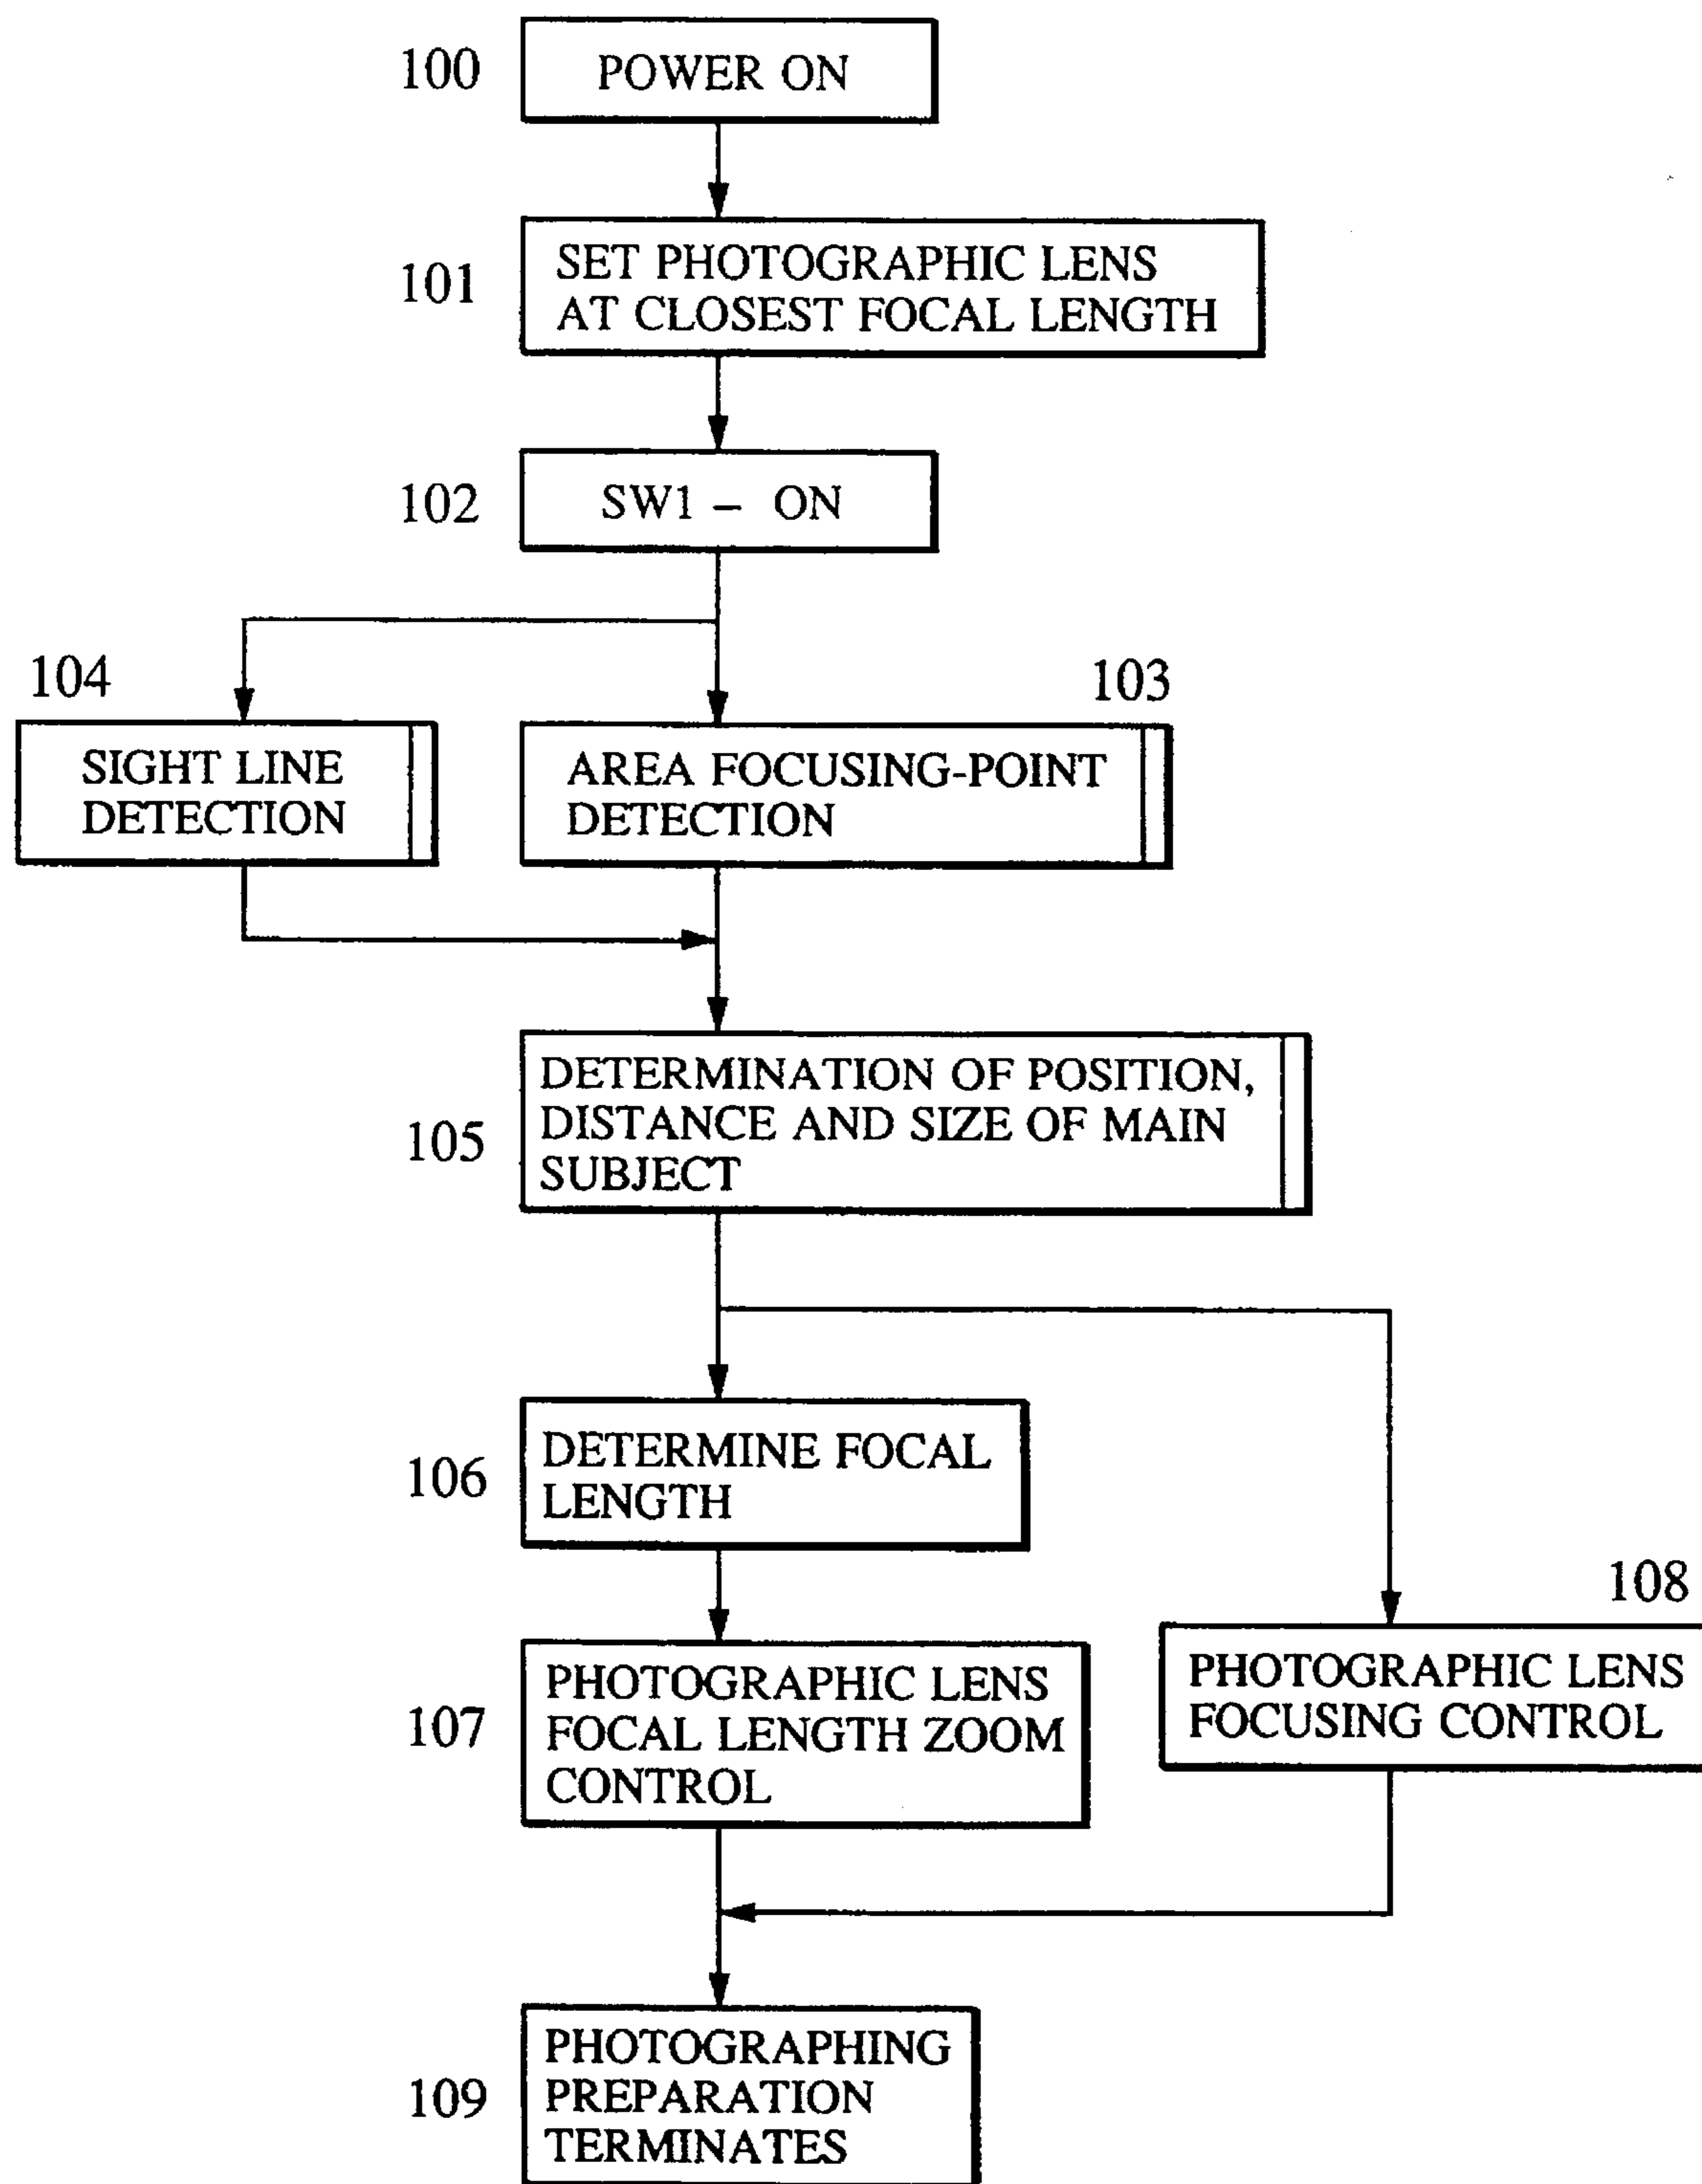 100
POWER ON
101
SET PHOTOGRAPHIC LENS
AT CLOSEST FOCAL LENGTH
102
SW1 – ON
104
SIGHT LINE
DETECTION
103
AREA FOCUSING-POINT
DETECTION
105
DETERMINATION OF POSITION,
DISTANCE AND SIZE OF MAIN
SUBJECT
106
DETERMINE FOCAL
LENGTH
107
PHOTOGRAPHIC LENS
FOCAL LENGTH ZOOM
CONTROL
108
PHOTOGRAPHIC LENS
FOCUSING CONTROL
109
PHOTOGRAPHING
PREPARATION
TERMINATES